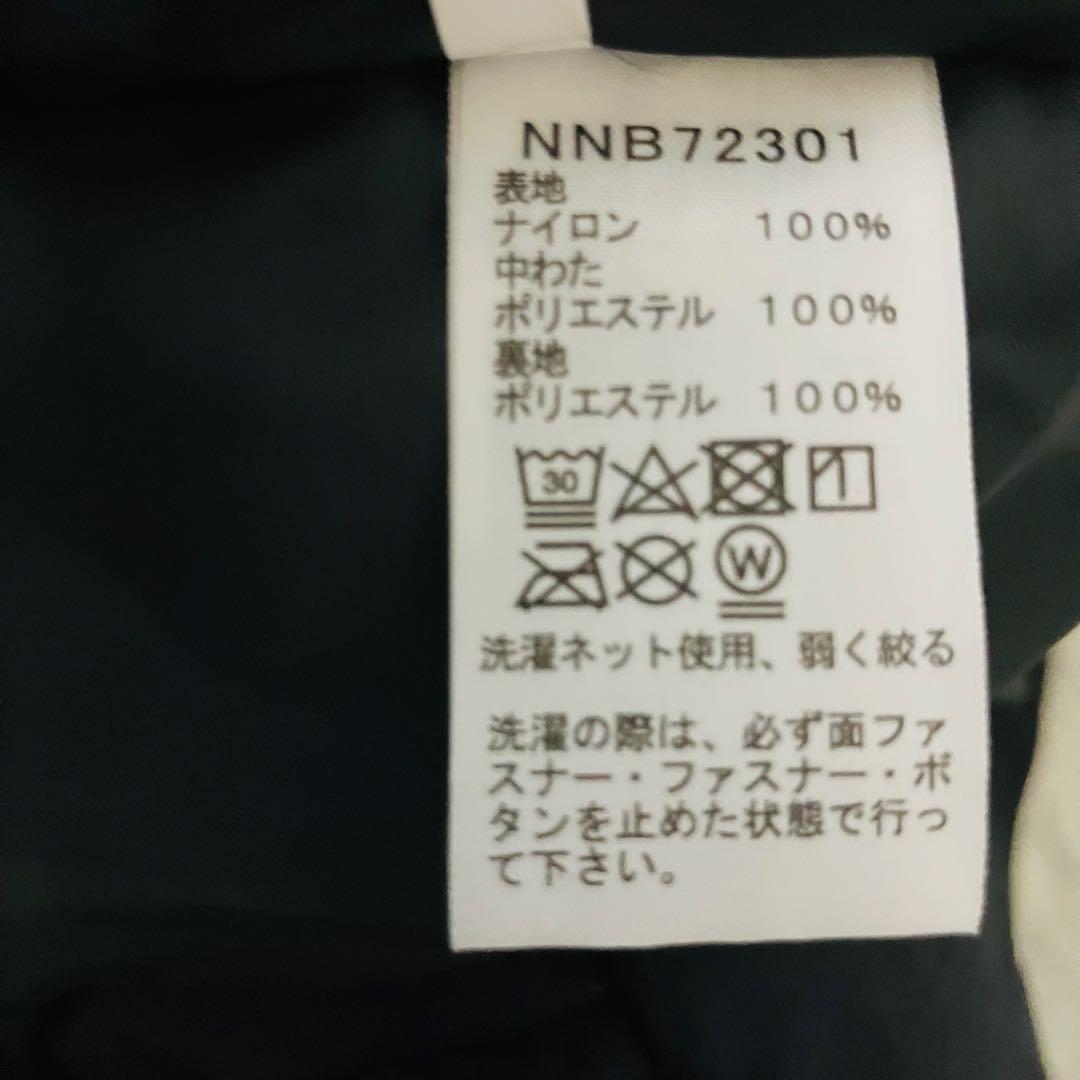 NNB72301
表地
ナイロン 100%
中わた
ポリエステル 100%
裏地
ポリエステル 100%
30
W
洗濯ネット使用、弱く絞る
洗濯の際は、必ず面ファ
スナー・ファスナー・ボ
タンを止めた状態で行っ
て下さい。